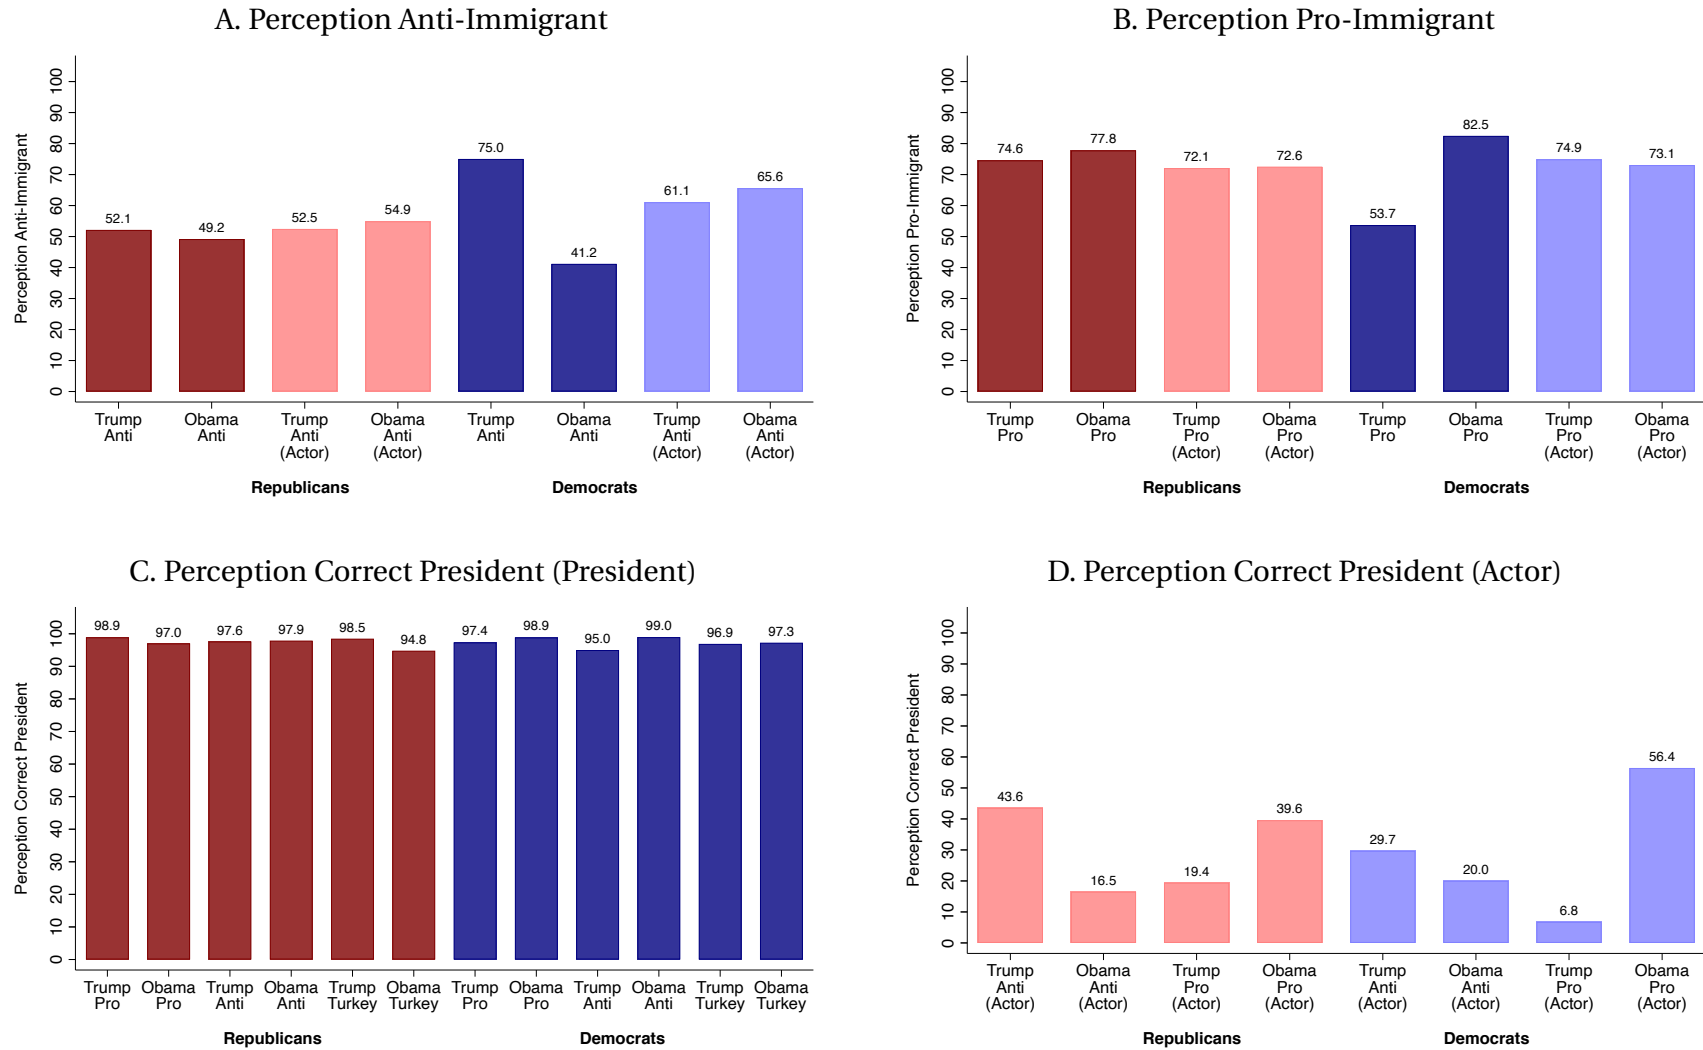 A. Perception Anti-Immigrant
Perception Anti-Immigrant
0 10 20 30 40 50 60 70 80 90 100
52.1 49.2 52.5 54.9 75.0 41.2 61.1 65.6
Trump Obama Trump Obama Trump Obama Trump Obama
Anti Anti Anti Anti Anti Anti Anti Anti
(Actor) (Actor) (Actor) (Actor)
Republicans Democrats
B. Perception Pro-Immigrant
Perception Pro-Immigrant
0 10 20 30 40 50 60 70 80 90 100
74.6 77.8 72.1 72.6 53.7 82.5 74.9 73.1
Trump Obama Trump Obama Trump Obama Trump Obama
Pro Pro Pro Pro Pro Pro Pro Pro
(Actor) (Actor) (Actor) (Actor)
Republicans Democrats
C. Perception Correct President (President)
Perception Correct President
0 10 20 30 40 50 60 70 80 90 100
98.9 97.0 97.6 97.9 98.5 94.8 97.4 98.9 95.0 99.0 96.9 97.3
Trump Obama Trump Obama Trump Obama Trump Obama Trump Obama Trump Obama
Pro Pro Anti Anti Turkey Turkey Pro Pro Anti Anti Turkey Turkey
Republicans Democrats
D. Perception Correct President (Actor)
Perception Correct President
0 10 20 30 40 50 60 70 80 90 100
43.6 16.5 19.4 39.6 29.7 20.0 6.8 56.4
Trump Obama Trump Obama Trump Obama Trump Obama
Anti Anti Pro Pro Anti Anti Pro Pro
(Actor) (Actor) (Actor) (Actor) (Actor) (Actor) (Actor) (Actor)
Republicans Democrats